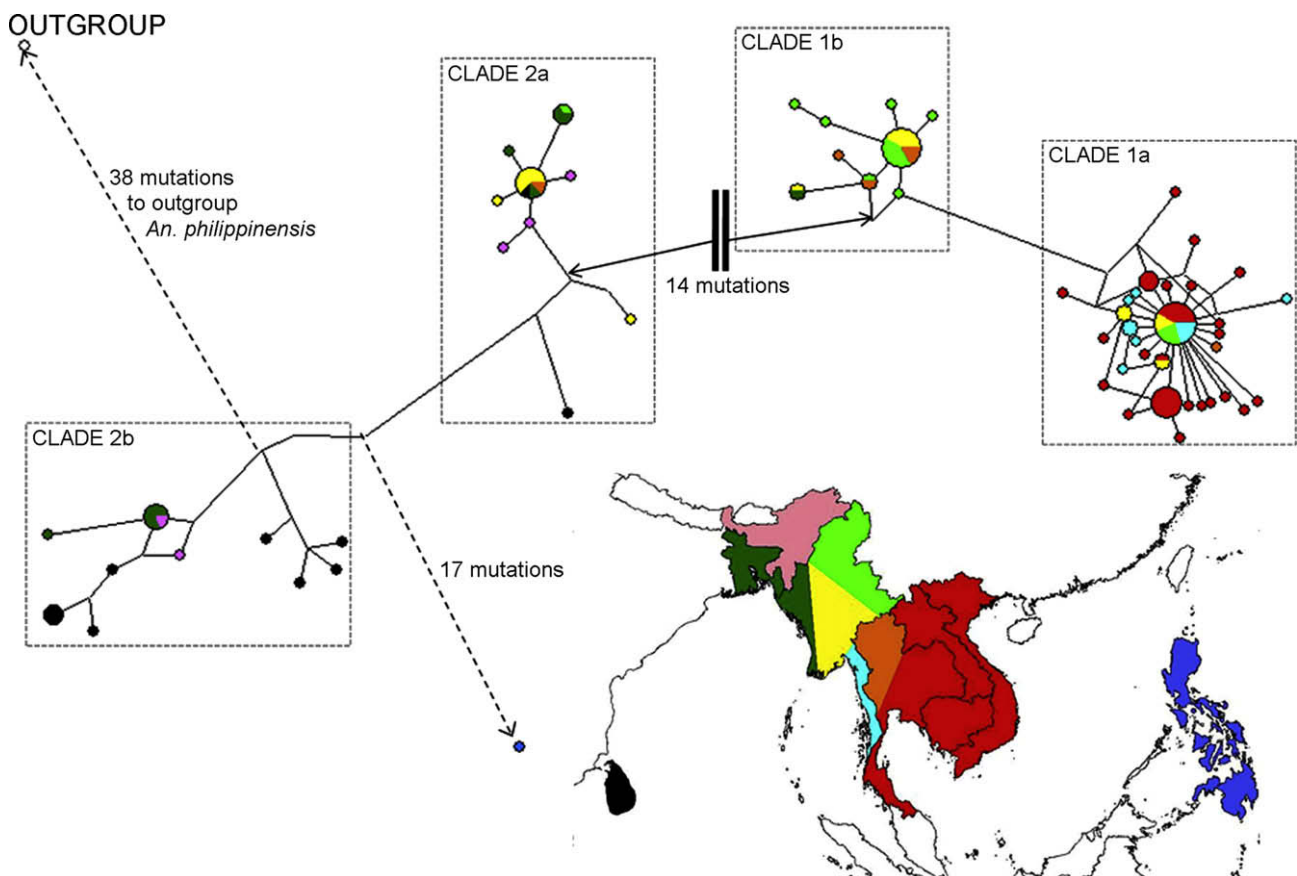 OUTGROUP
CLADE 1b
CLADE 2a
CLADE 1a
38 mutations
to outgroup
An. philippinensis
14 mutations
CLADE 2b
17 mutations